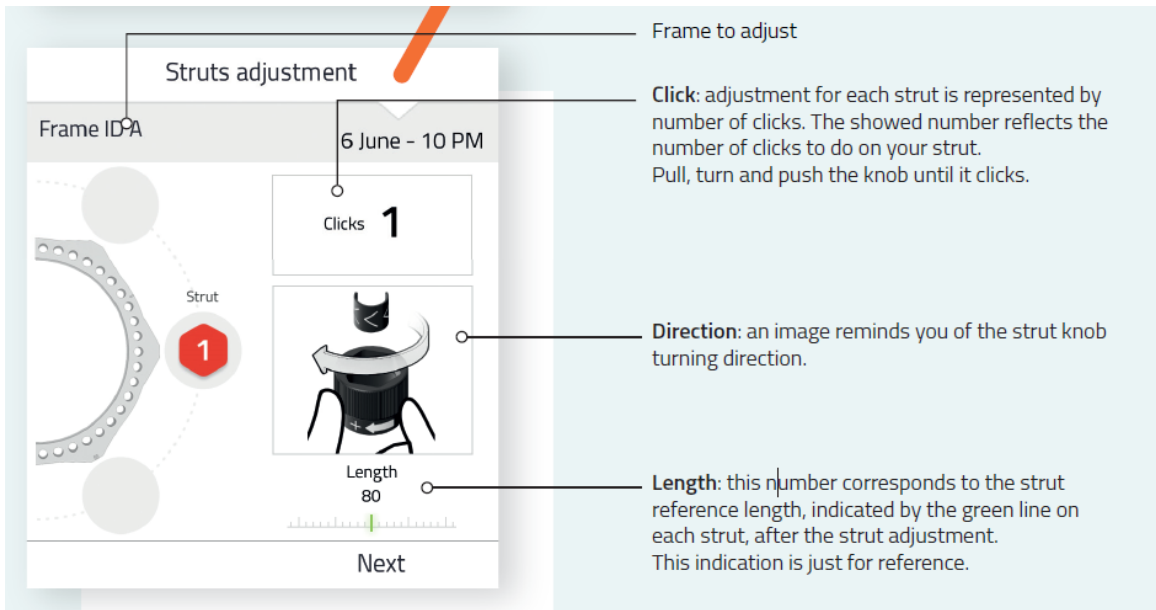 Struts adjustment
Frame ID A
6 June - 10 PM
Clicks 1
Strut
1
+
Length
80
Next
Frame to adjust
Click: adjustment for each strut is represented by
number of clicks. The showed number reflects the
number of clicks to do on your strut.
Pull, turn and push the knob until it clicks.
Direction: an image reminds you of the strut knob
turning direction.
Length: this number corresponds to the strut
reference length, indicated by the green line on
each strut, after the strut adjustment.
This indication is just for reference.